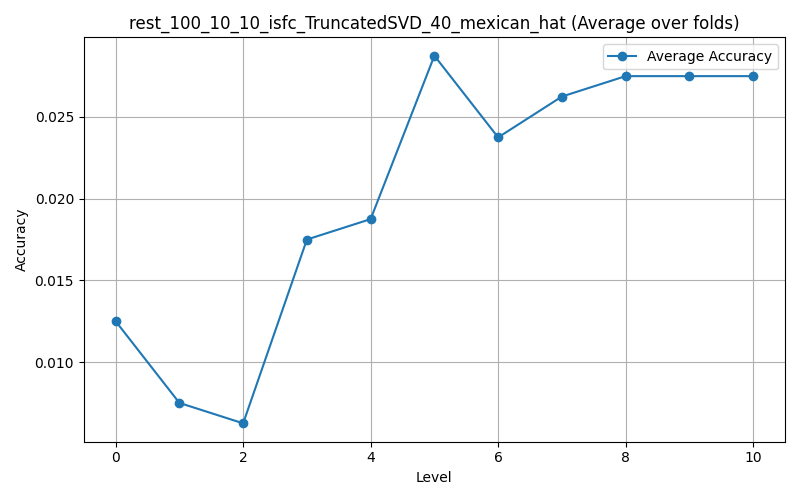 rest_100_10_10_isfc_TruncatedSVD_40_mexican_hat (Average over folds)
Average Accuracy
0.025
0.020
0.015
0.010
Accuracy
0 2 4 6 8 10
Level